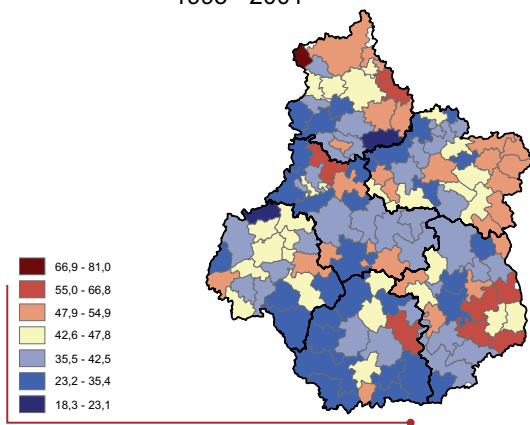 66,9 - 81,0
55,0 - 66,8
47,9 - 54,9
42,6 - 47,8
35,5 - 42,5
23,2 - 35,4
18,3 - 23,1